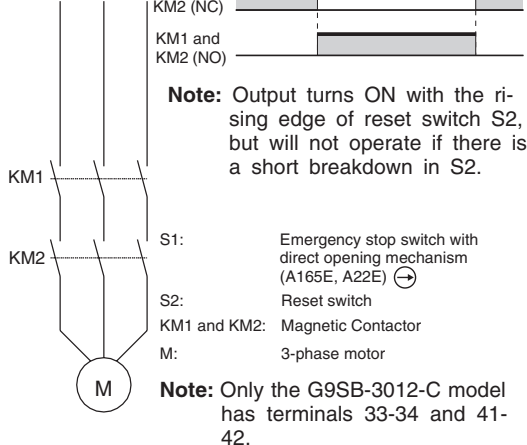 KM2 (NC)
KM1 and
KM2 (NO)
Note: Output turns ON with the ri-
sing edge of reset switch S2,
but will not operate if there is
a short breakdown in S2.
KM1
KM2
S1: Emergency stop switch with
direct opening mechanism
(A165E, A22E)
S2: Reset switch
KM1 and KM2: Magnetic Contactor
M: 3-phase motor
M
Note: Only the G9SB-3012-C model
has terminals 33-34 and 41-
42.